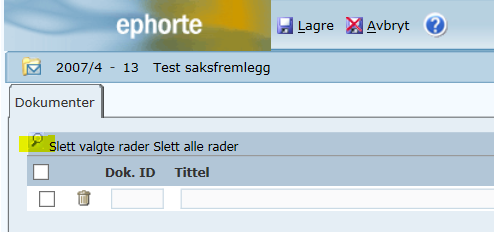 ephorte Lagre Avbryt ?
2007/4 - 13 Test saksfremlegg
Dokumenter
Slett valgte rader Slett alle rader
Dok. ID Tittel